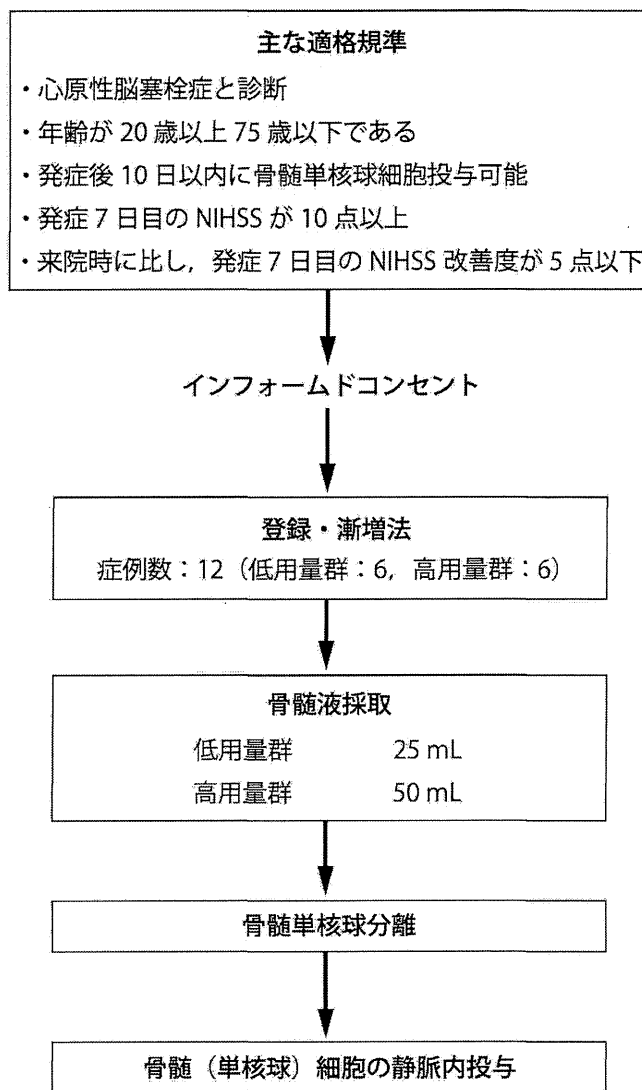 主な適格規準
・心原性脳塞栓症と診断
・年齢が 20 歳以上 75 歳以下である
・発症後 10 日以内に骨髄単核球細胞投与可能
・発症 7 日目の NIHSS が 10 点以上
・来院時に比し，発症 7 日目の NIHSS 改善度が 5 点以下
インフォームドコンセント
登録・漸増法
症例数：12（低用量群：6，高用量群：6）
骨髄液採取
低用量群 25 mL
高用量群 50 mL
骨髄単核球分離
骨髄（単核球）細胞の静脈内投与